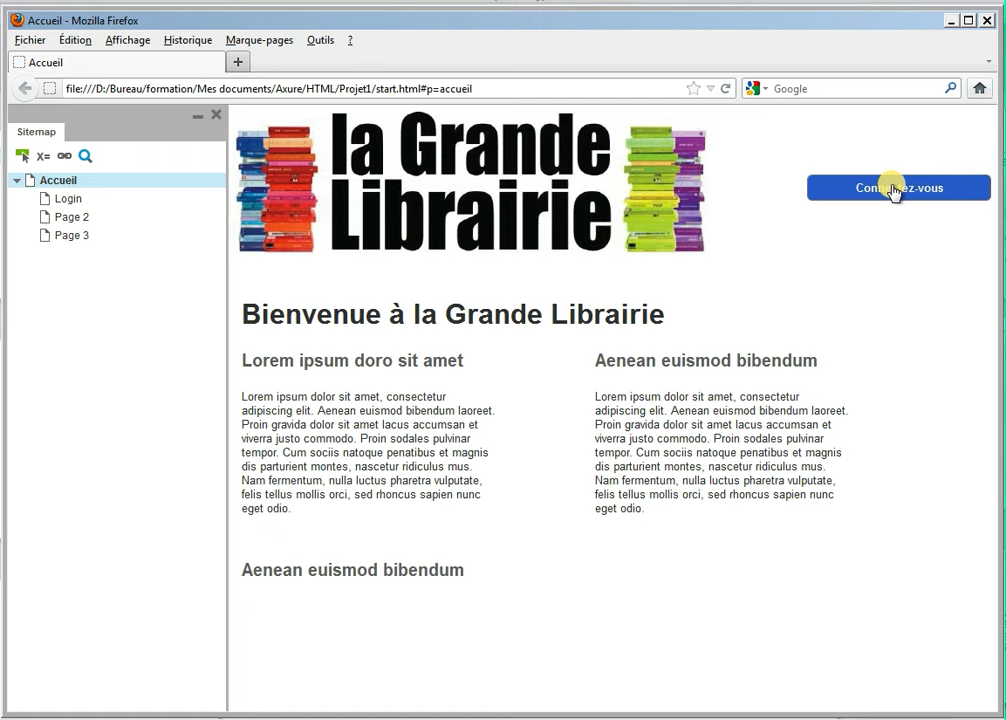 Accueil - Mozilla Firefox
Fichier Édition Affichage Historique Marque-pages Outils ?
Accueil
file:///D:/Bureau/formation/Mes documents/Axure/HTML/Projet1/start.html#p=accueil
Google
Sitemap
X=
Accueil
Login
Page 2
Page 3
la Grande
Librairie
Connectez-vous
Bienvenue à la Grande Librairie
Lorem ipsum doro sit amet
Lorem ipsum dolor sit amet, consectetur
adipiscing elit. Aenean euismod bibendum laoreet.
Proin gravida dolor sit amet lacus accumsan et
viverra justo commodo. Proin sodales pulvinar
tempor. Cum sociis natoque penatibus et magnis
dis parturient montes, nascetur ridiculus mus.
Nam fermentum, nulla luctus pharetra vulputate,
felis tellus mollis orci, sed rhoncus sapien nunc
eget odio.
Aenean euismod bibendum
Lorem ipsum dolor sit amet, consectetur
adipiscing elit. Aenean euismod bibendum laoreet.
Proin gravida dolor sit amet lacus accumsan et
viverra justo commodo. Proin sodales pulvinar
tempor. Cum sociis natoque penatibus et magnis
dis parturient montes, nascetur ridiculus mus.
Nam fermentum, nulla luctus pharetra vulputate,
felis tellus mollis orci, sed rhoncus sapien nunc
eget odio.
Aenean euismod bibendum